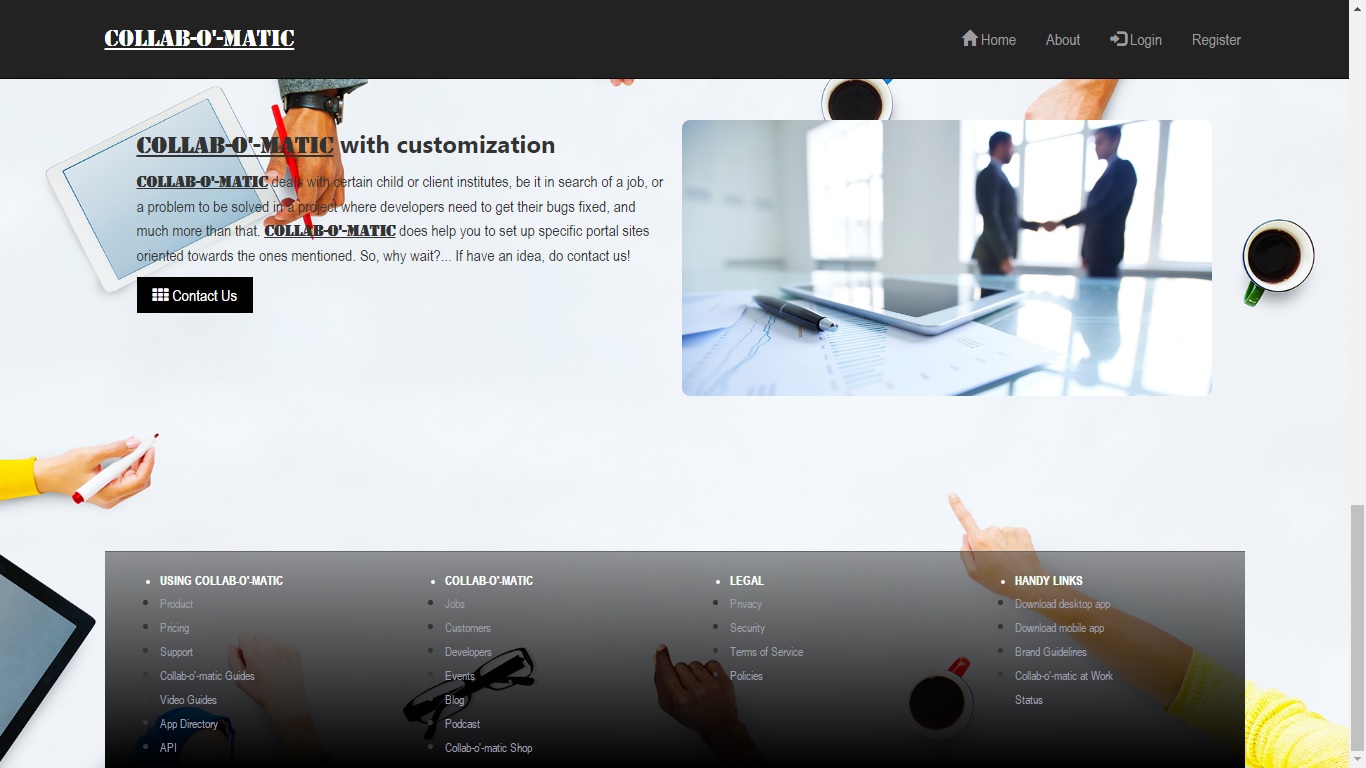 COLLAB-O'-MATIC
Home About Login Register
COLLAB-O'-MATIC with customization
COLLAB-O'-MATIC deals with certain child or client institutes, be it in search of a job, or
a problem to be solved in a project where developers need to get their bugs fixed, and
much more than that. COLLAB-O'-MATIC does help you to set up specific portal sites
oriented towards the ones mentioned. So, why wait?... If have an idea, do contact us!
Contact Us
USING COLLAB-O'-MATIC
Product
Pricing
Support
Collab-o'-matic Guides
Video Guides
App Directory
API
COLLAB-O'-MATIC
Jobs
Customers
Developers
Events
Blog
Podcast
Collab-o'-matic Shop
LEGAL
Privacy
Security
Terms of Service
Policies
HANDY LINKS
Download desktop app
Download mobile app
Brand Guidelines
Collab-o'-matic at Work
Status